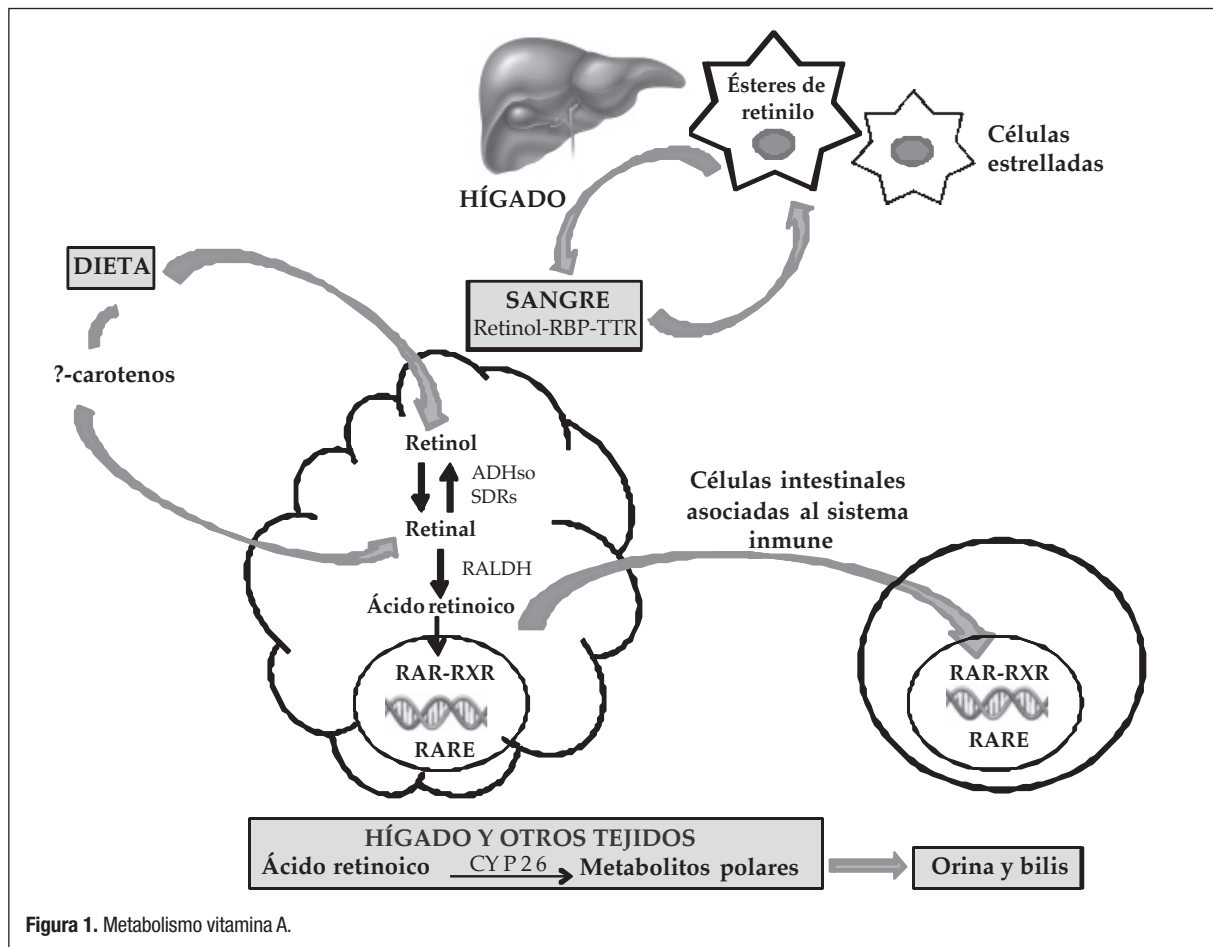 Ésteres de
retinilo
Células
estrelladas
HÍGADO
DIETA
SANGRE
Retinol-RBP-TTR
?-carotenos
Retinol
ADHso
SDRs
Retinal
RALDH
Ácido retinoico
RAR-RXR
RARE
Células intestinales
asociadas al sistema
inmune
RAR-RXR
RARE
HÍGADO Y OTROS TEJIDOS
Ácido retinoico CYP26 Metabolitos polares
Orina y bilis
Figura 1. Metabolismo vitamina A.